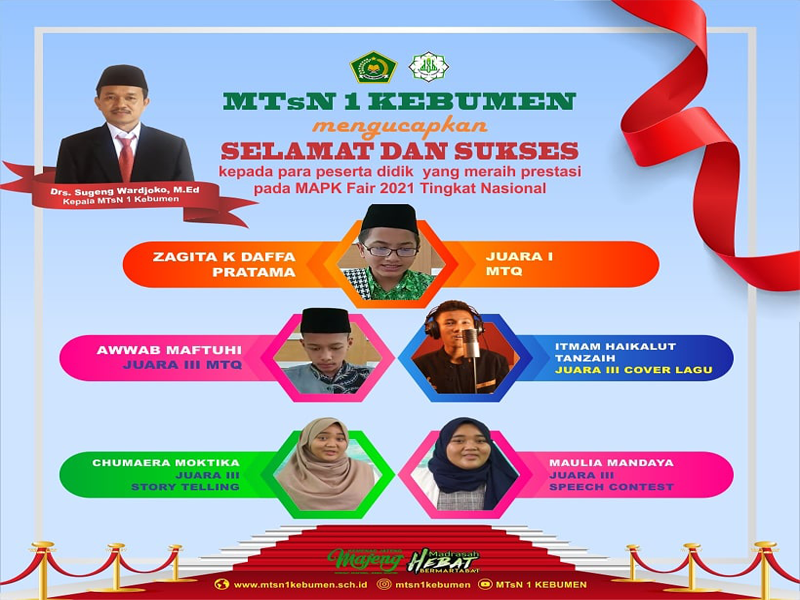 MTsN 1 KEBUMEN
mengucapkan
SELAMAT DAN SUKSES
kepada para peserta didik yang meraih prestasi
pada MAPK Fair 2021 Tingkat Nasional
Drs. Sugeng Wardjoko, M.Ed
Kepala MTsN 1 Kebumen
ZAGITA K DAFFA
PRATAMA
JUARA I
MTQ
AWWAB MAFTUHI
JUARA III MTQ
ITMAM HAIKALUT
TANZAIH
JUARA III COVER LAGU
CHUMAERA MOKTIKA
JUARA III
STORY TELLING
MAULIA MANDAYA
JUARA III
SPEECH CONTEST
Majeng
Madrasah
HEBAT
BERMARTABAT
www.mtsn1kebumen.sch.id
mtsn1kebumen
MTsN 1 KEBUMEN